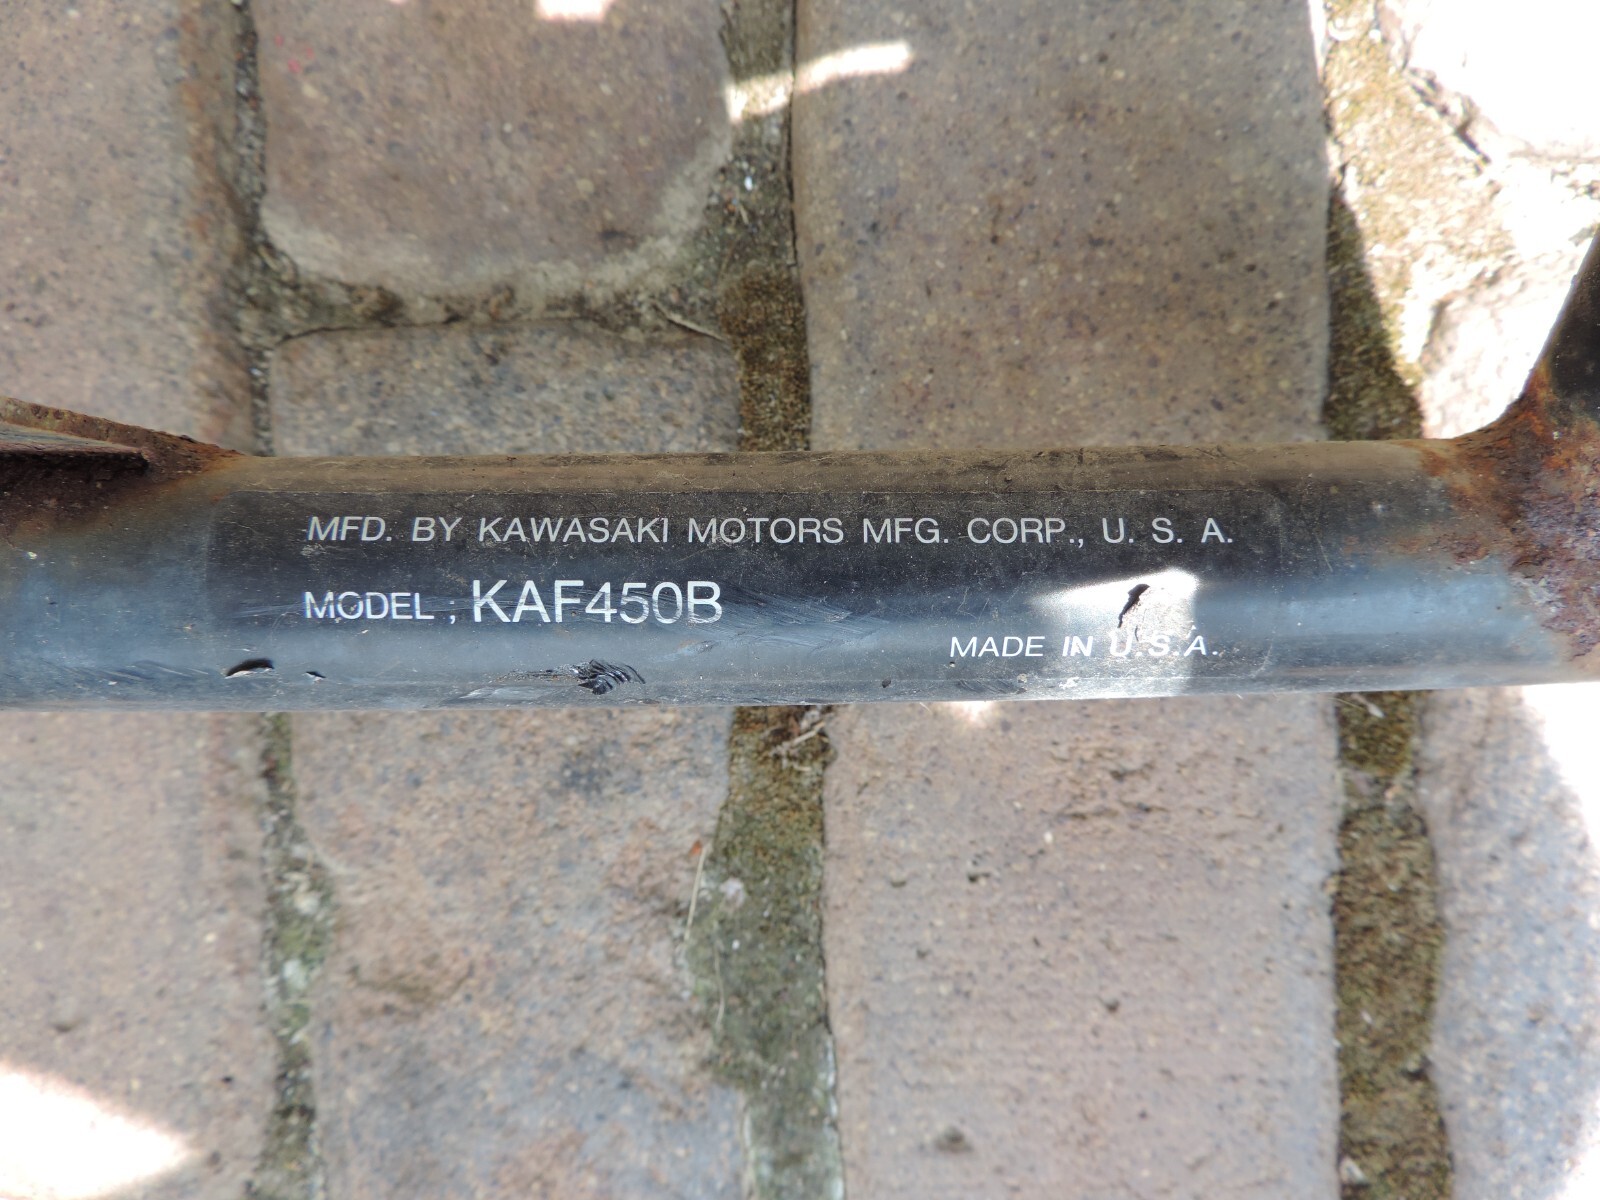 MFD. BY KAWASAKI MOTORS MFG. CORP., U. S. A.
MODEL ; KAF450B
MADE IN U.S.A.